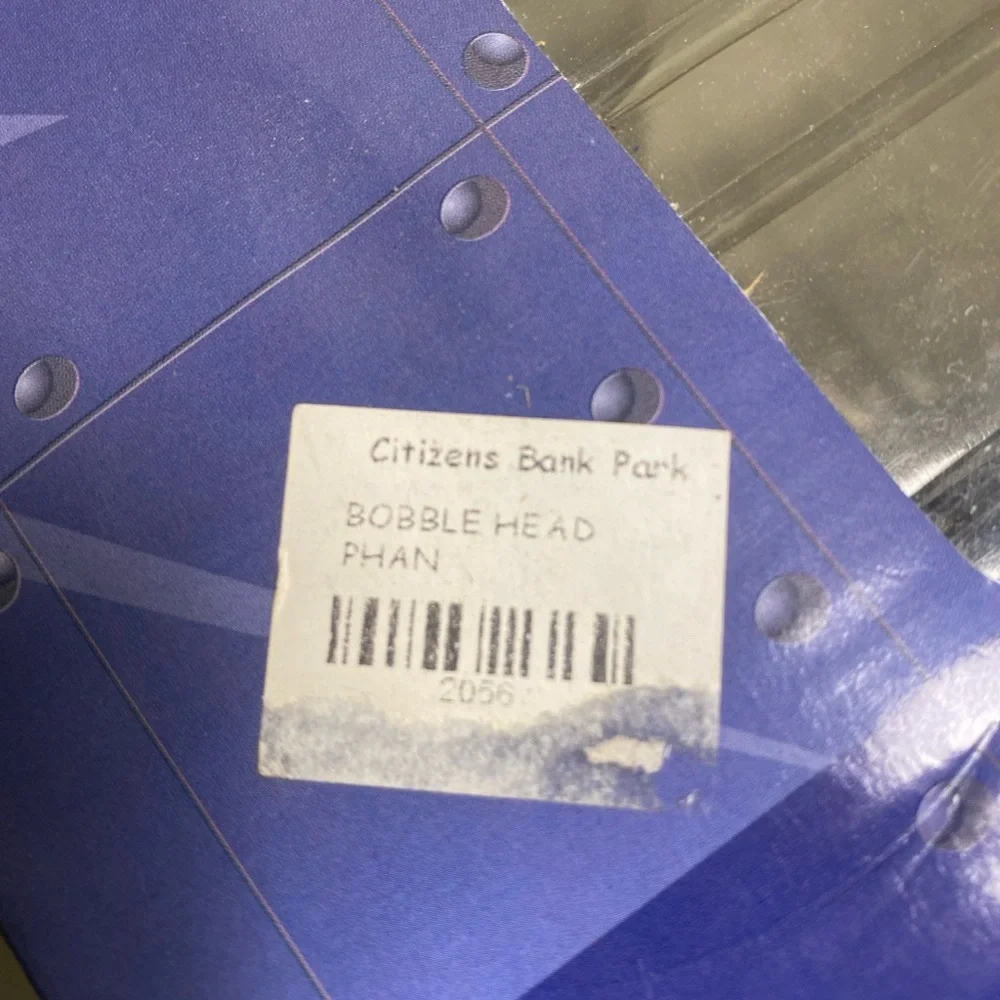 Citizens Bank Park
BOBBLE HEAD
PHAN
2056